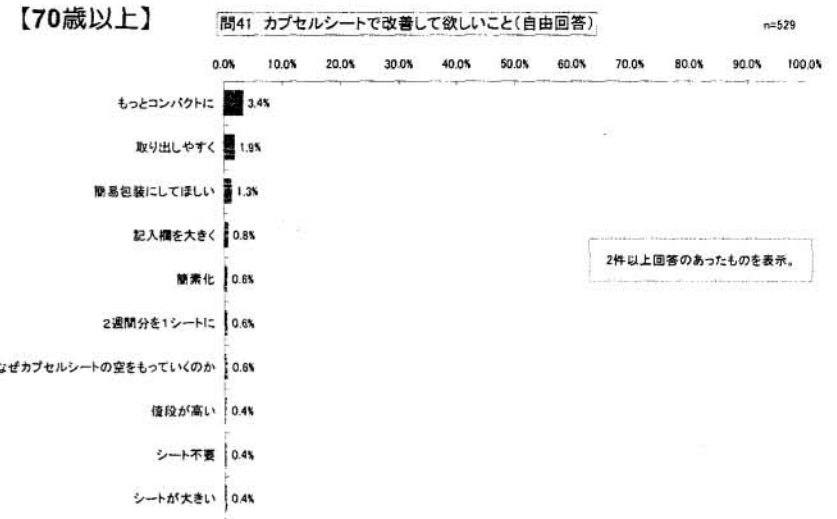 【70歳以上】
問41 カプセルシートで改善して欲しいこと(自由回答)
n=529
0.0% 10.0% 20.0% 30.0% 40.0% 50.0% 60.0% 70.0% 80.0% 90.0% 100.0%
もっとコンパクトに 3.4%
取り出しやすく 1.9%
簡易包装にしてほしい 1.3%
記入欄を大きく 0.8%
2件以上回答のあったものを表示。
簡素化 0.6%
2週間分を1シートに 0.6%
なぜカプセルシートの空をもっていくのか 0.6%
値段が高い 0.4%
シート不要 0.4%
シートが大きい 0.4%